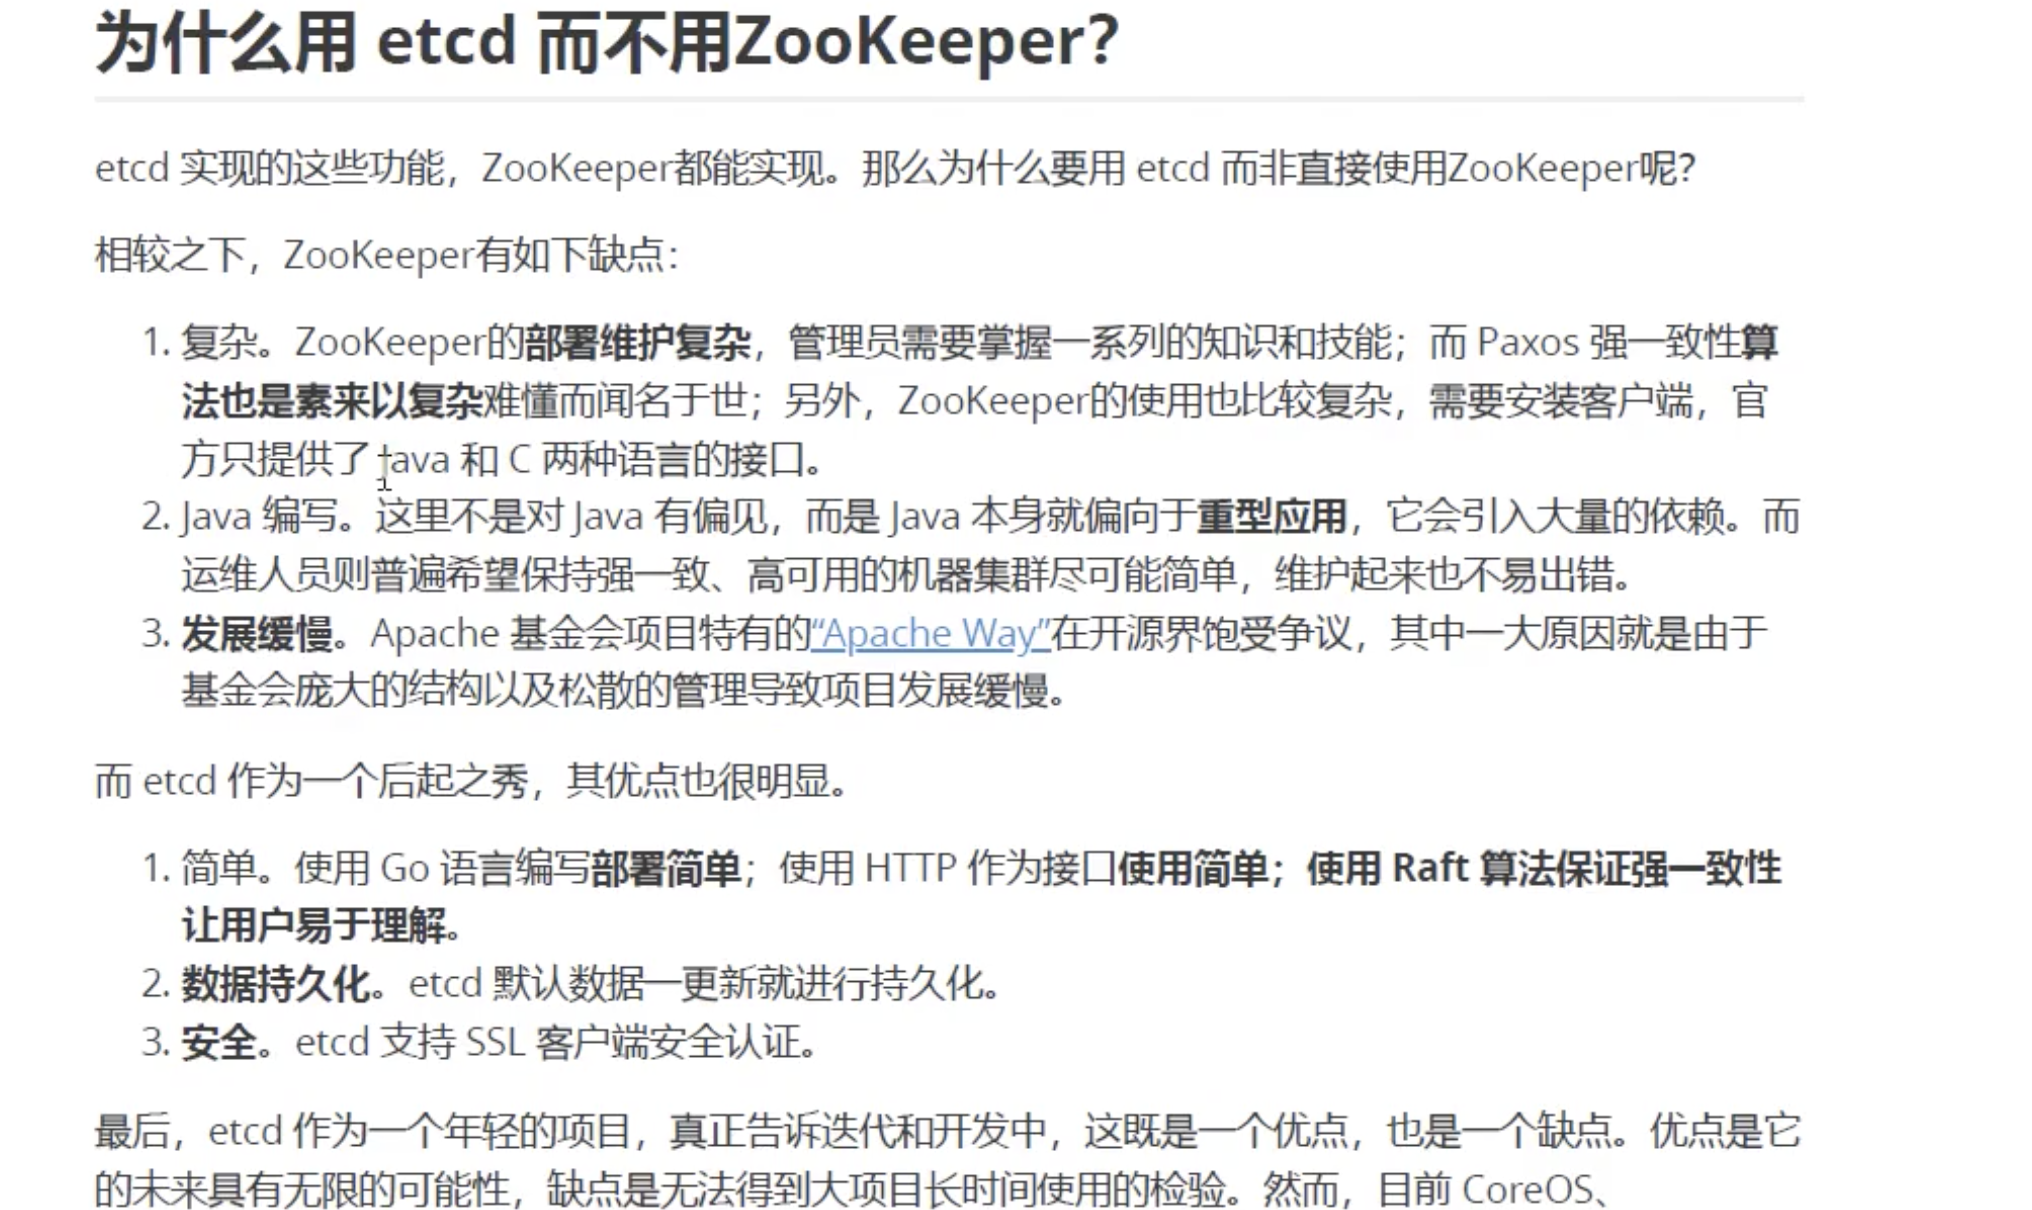 为什么用 etcd 而不用ZooKeeper？
etcd 实现的这些功能，ZooKeeper都能实现。那么为什么要用 etcd 而非直接使用ZooKeeper呢？
相较之下，ZooKeeper有如下缺点：
1. 复杂。ZooKeeper的部署维护复杂，管理员需要掌握一系列的知识和技能；而 Paxos 强一致性算
法也是素来以复杂难懂而闻名于世；另外，ZooKeeper的使用也比较复杂，需要安装客户端，官
方只提供了 Java 和 C 两种语言的接口。
2. Java 编写。这里不是对 Java 有偏见，而是 Java 本身就偏向于重型应用，它会引入大量的依赖。而
运维人员则普遍希望保持强一致、高可用的机器集群尽可能简单，维护起来也不易出错。
3. 发展缓慢。Apache 基金会项目特有的“Apache Way”在开源界饱受争议，其中一大原因就是由于
基金会庞大的结构以及松散的管理导致项目发展缓慢。
而 etcd 作为一个后起之秀，其优点也很明显。
1. 简单。使用 Go 语言编写部署简单；使用 HTTP 作为接口使用简单；使用 Raft 算法保证强一致性
让用户易于理解。
2. 数据持久化。etcd 默认数据一更新就进行持久化。
3. 安全。etcd 支持 SSL 客户端安全认证。
最后，etcd 作为一个年轻的项目，真正告诉迭代和开发中，这既是一个优点，也是一个缺点。优点是它
的未来具有无限的可能性，缺点是无法得到大项目长时间使用的检验。然而，目前 CoreOS、